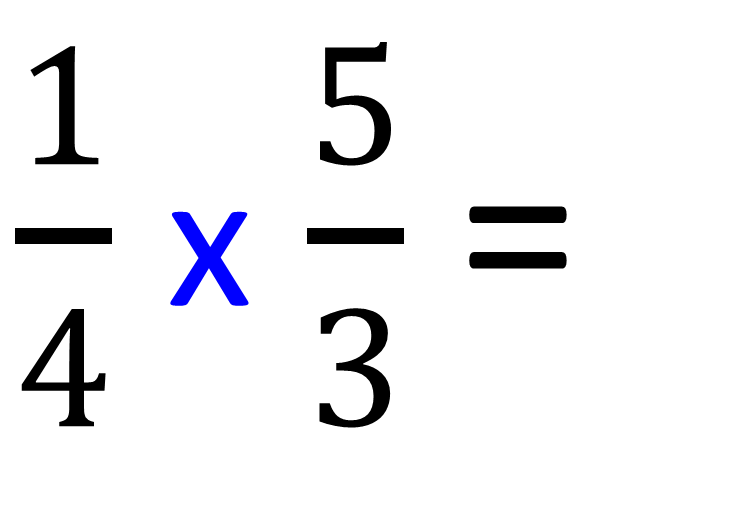 1/4 x 5/3 =